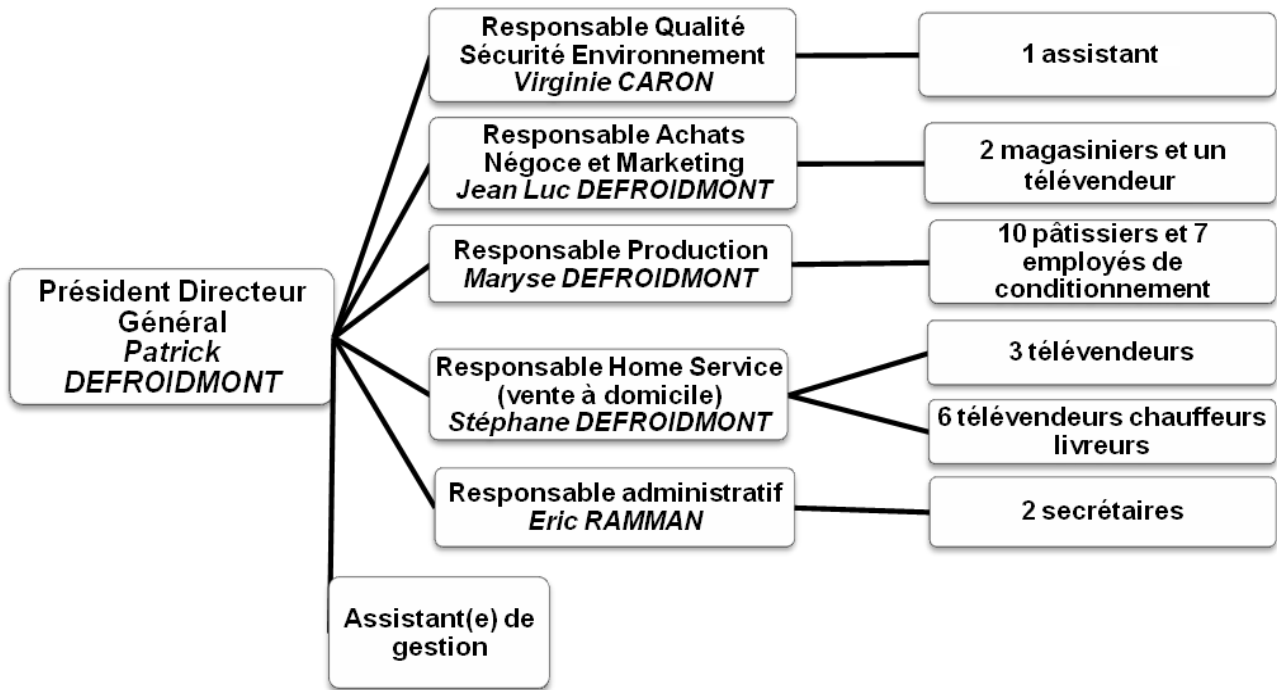 Responsable Qualité
Sécurité Environnement
Virginie CARON
1 assistant
Responsable Achats
Négoce et Marketing
Jean Luc DEFROIDMONT
2 magasiniers et un
télévendeur
Responsable Production
Maryse DEFROIDMONT
10 pâtissiers et 7
employés de
conditionnement
Président Directeur
Général
Patrick
DEFROIDMONT
Responsable Home Service
(vente à domicile)
Stéphane DEFROIDMONT
3 télévendeurs
6 télévendeurs chauffeurs
livreurs
Responsable administratif
Eric RAMMAN
2 secrétaires
Assistant(e) de
gestion